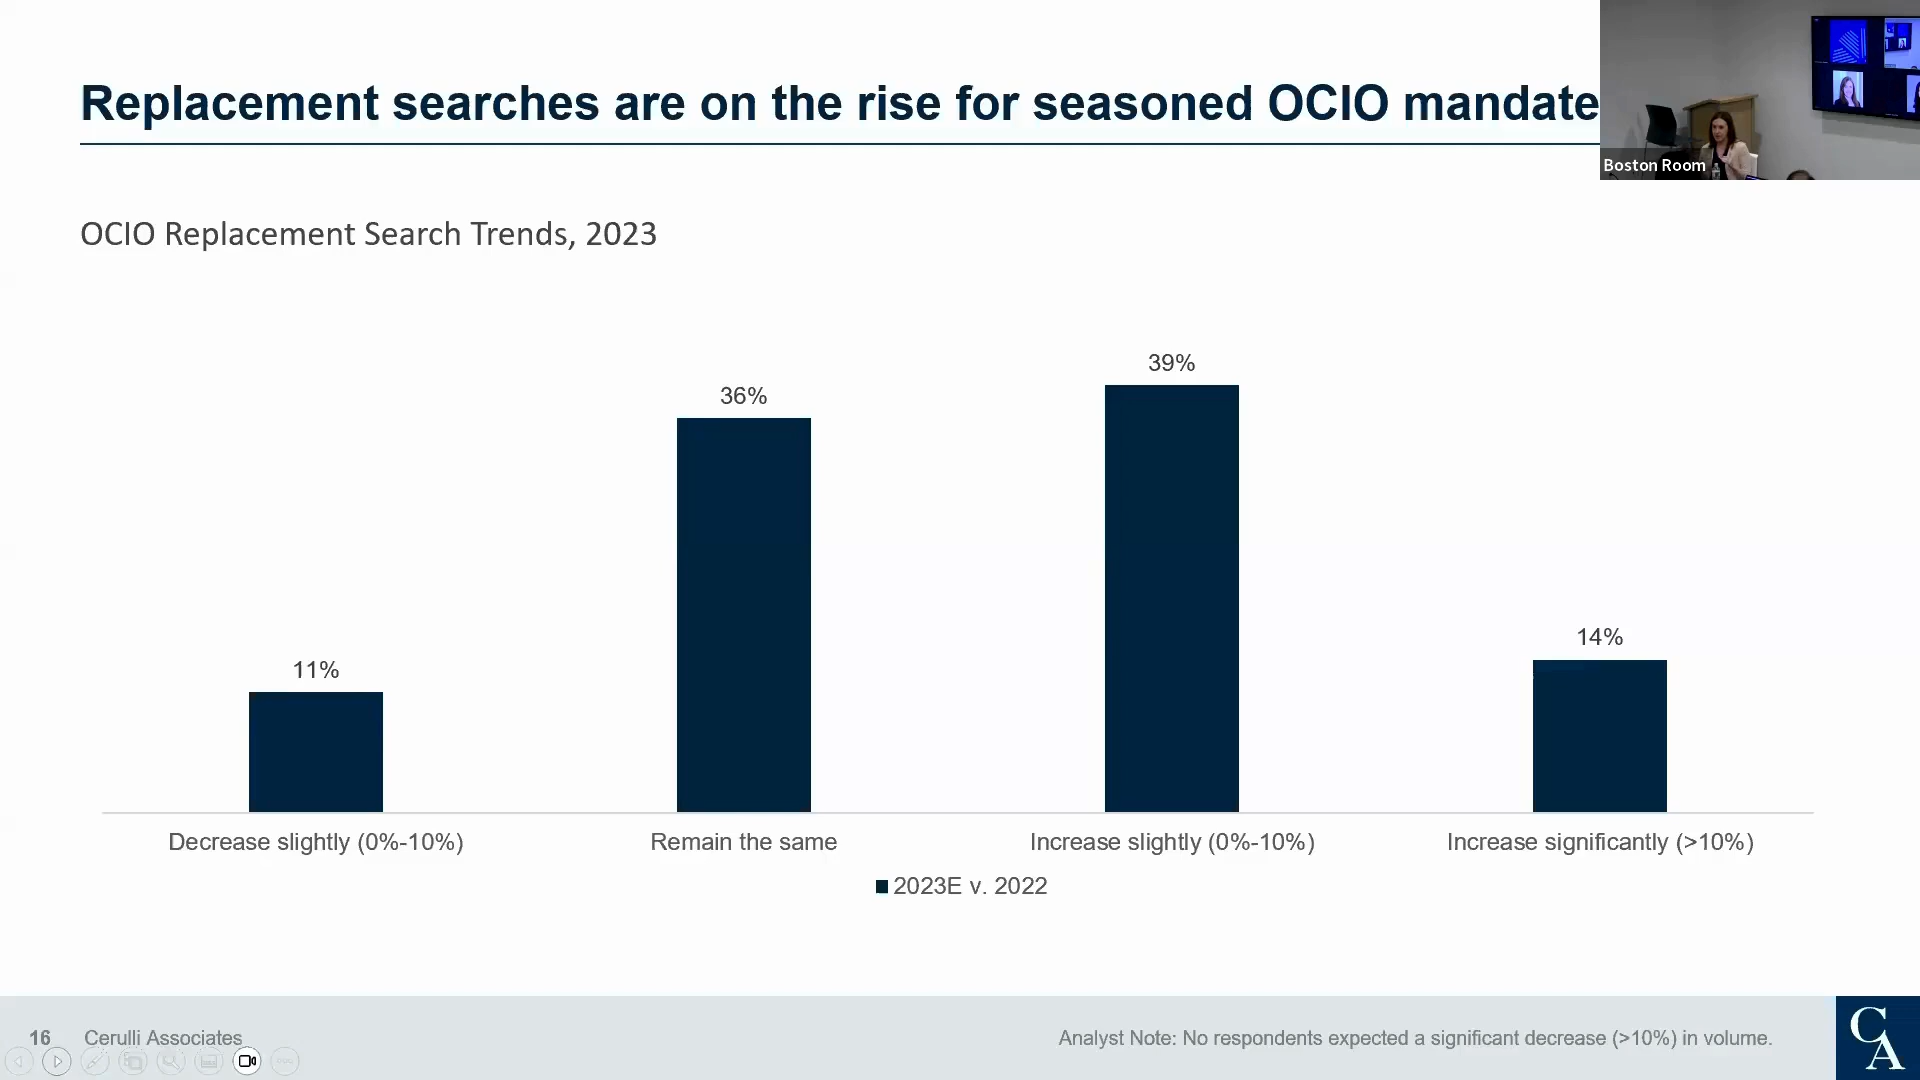 Replacement searches are on the rise for seasoned OCIO mandate
Boston Room
OCIO Replacement Search Trends, 2023
11%
36%
39%
14%
Decrease slightly (0%-10%)
Remain the same
Increase slightly (0%-10%)
Increase significantly (>10%)
2023E v. 2022
16
Cerulli Associates
Analyst Note: No respondents expected a significant decrease (>10%) in volume.
CA